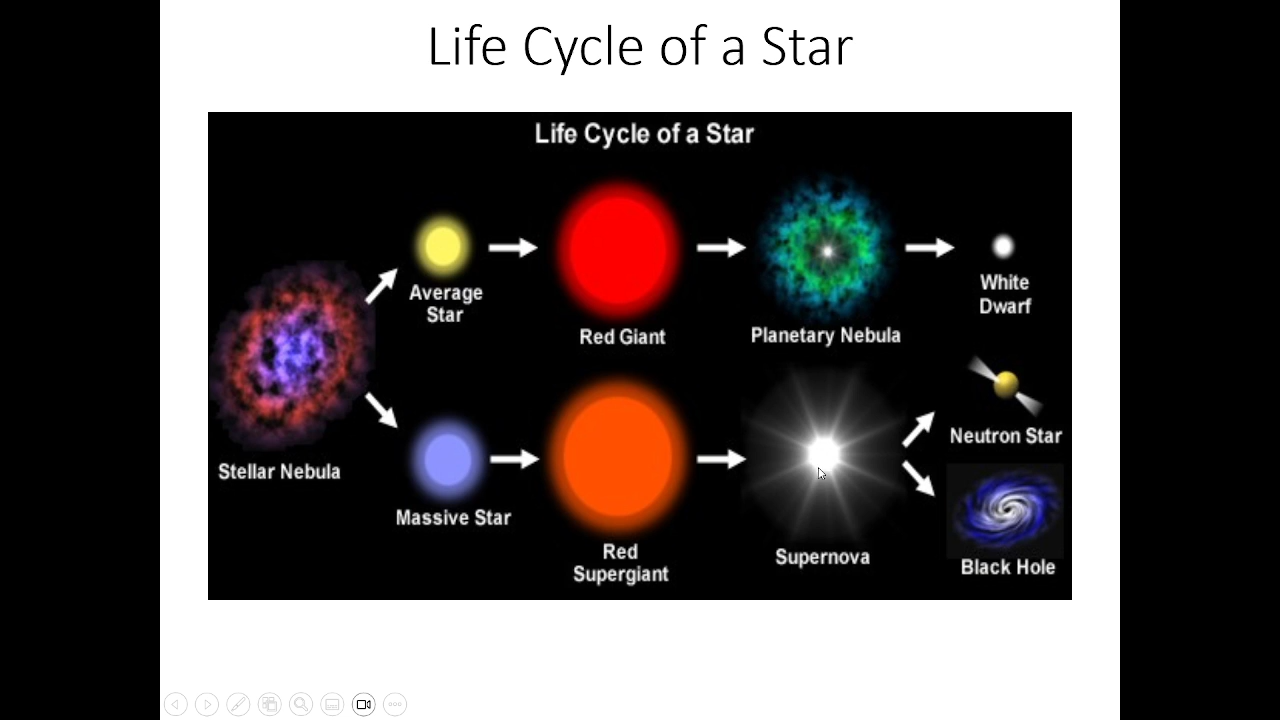 Life Cycle of a Star
Life Cycle of a Star
Average
Star
Red Giant
Planetary Nebula
White
Dwarf
Stellar Nebula
Massive Star
Red
Supergiant
Supernova
Neutron Star
Black Hole